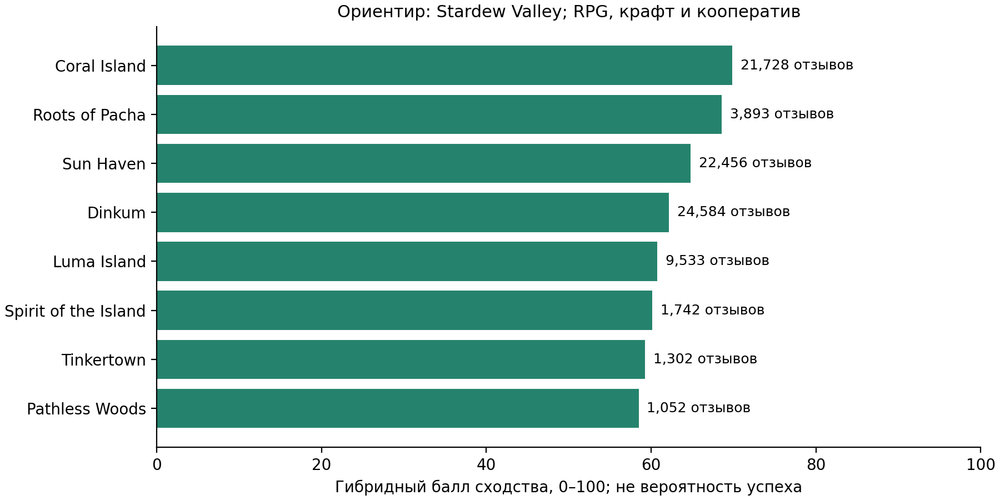 Ориентир: Stardew Valley; RPG, крафт и кооператив
Coral Island 21,728 отзывов
Roots of Pacha 3,893 отзывов
Sun Haven 22,456 отзывов
Dinkum 24,584 отзывов
Luma Island 9,533 отзывов
Spirit of the Island 1,742 отзывов
Tinkertown 1,302 отзывов
Pathless Woods 1,052 отзывов
0 20 40 60 80 100
Гибридный балл сходства, 0–100; не вероятность успеха